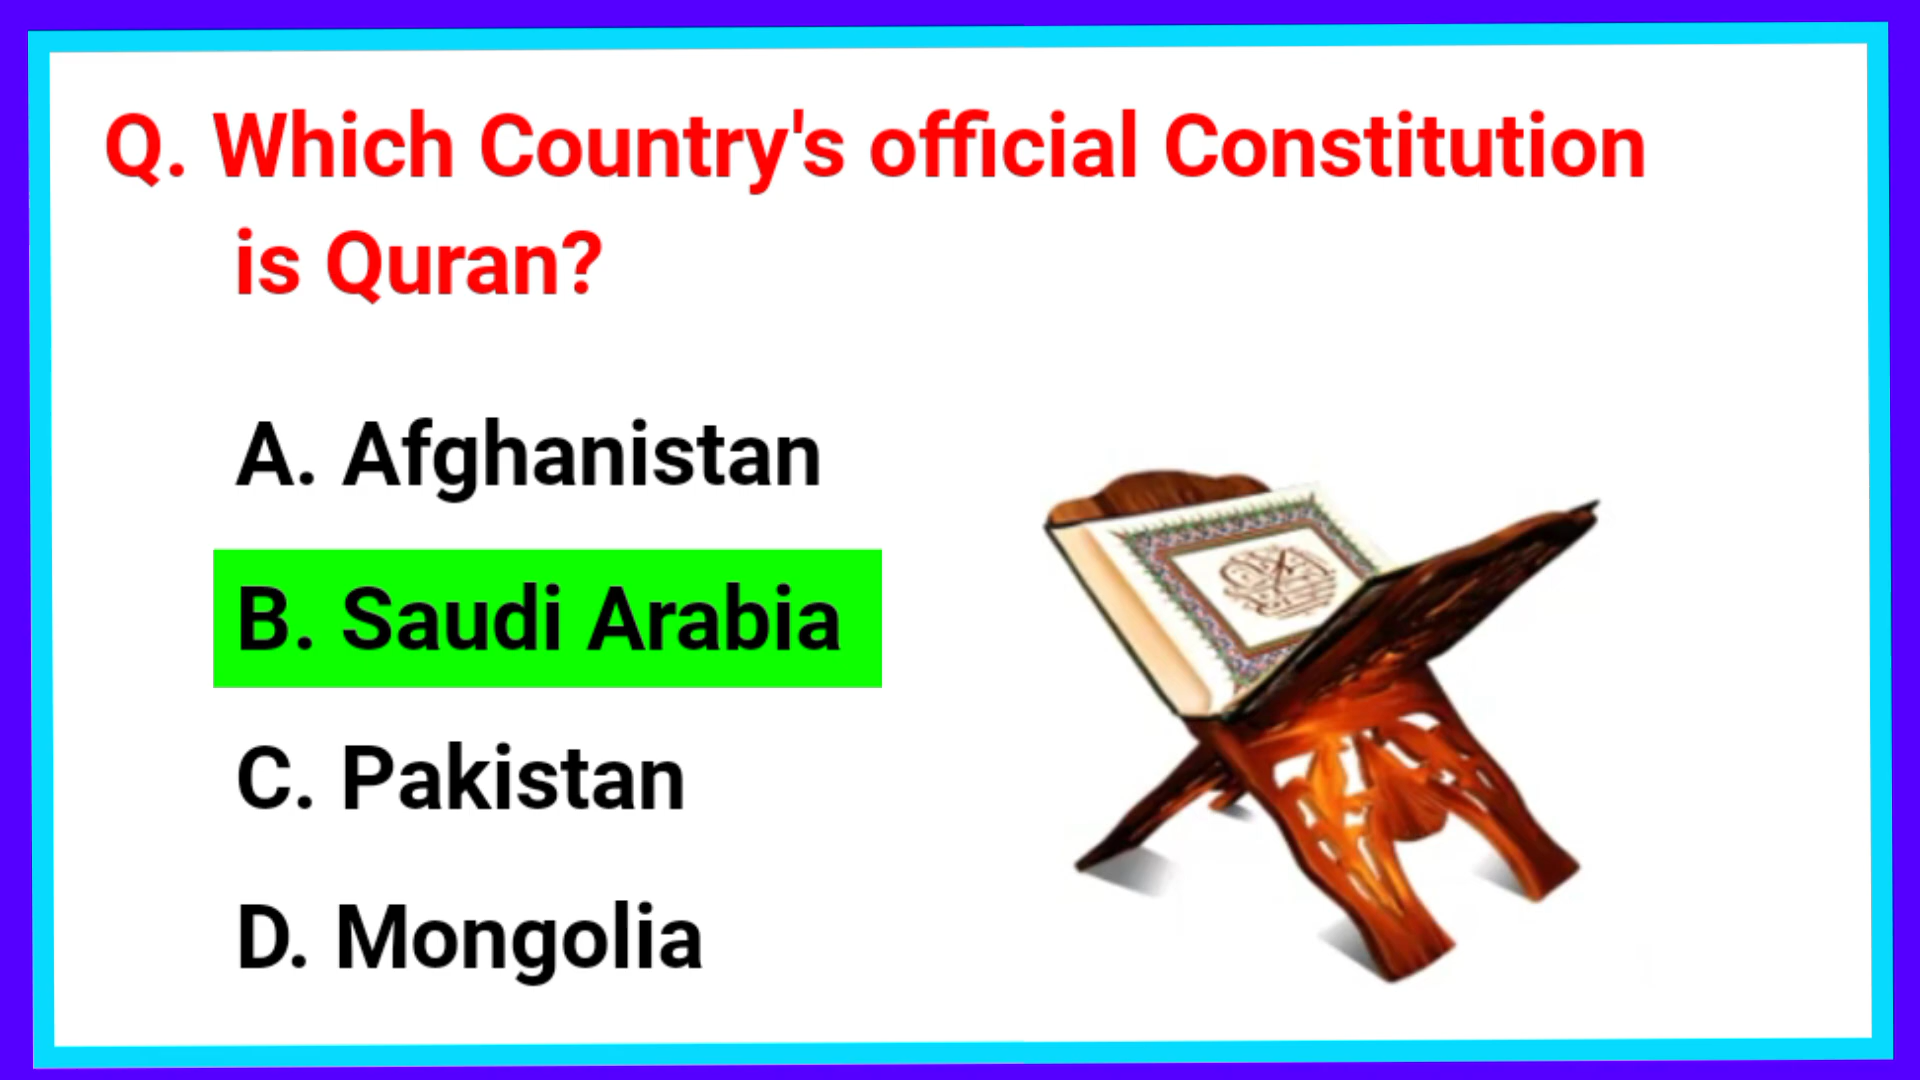 Q. Which Country's official Constitution
is Quran?
A. Afghanistan
B. Saudi Arabia
C. Pakistan
D. Mongolia